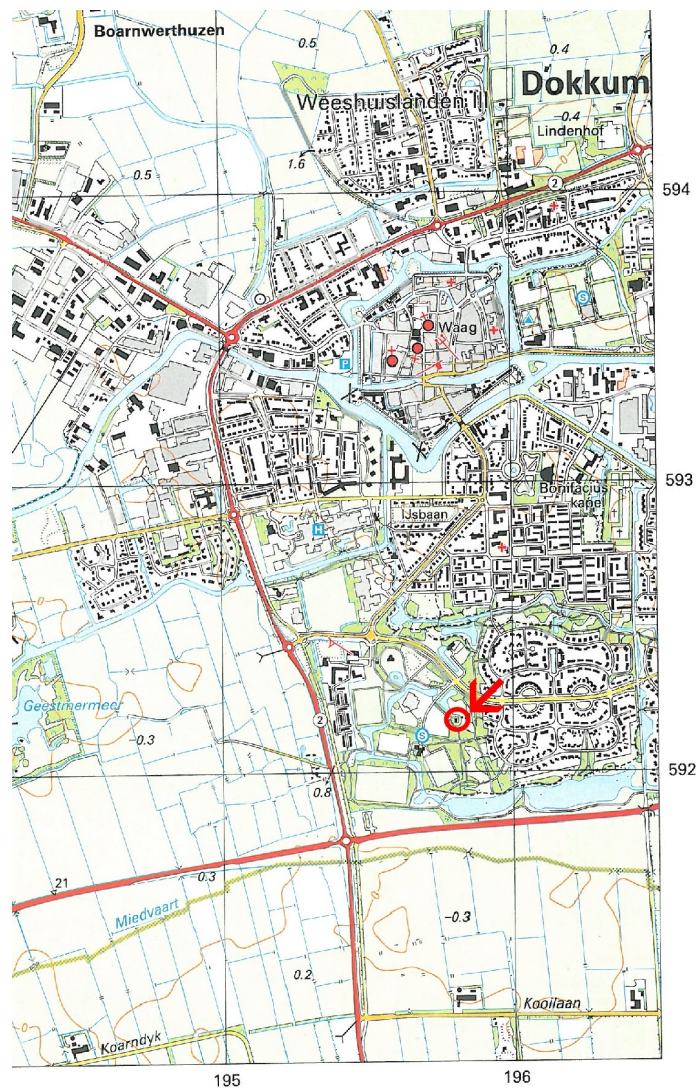 Boarnwerthuzen
0.5
0.4
Dokkum
Weeshuislanden III
-0.4
Lindenhof
1.6
0.5
2
594
S
Waag
P
593
Bonifacius
kapel
IJsbaan
H
Geestmermeer
-0.3
2
S
592
0.8
21
0.3
Miedvaart
-0.3
0.2
Kooilaan
Koarndyk
195
196